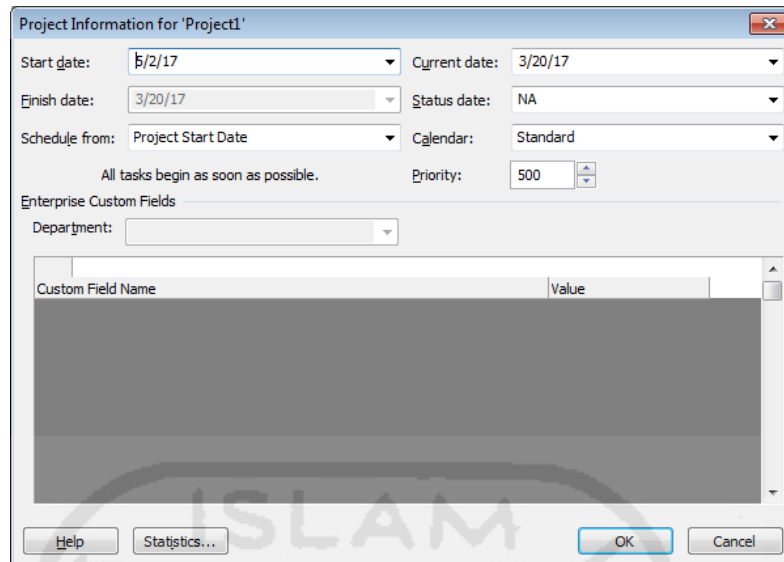 Project Information for 'Project1'
Start date: 5/2/17 Current date: 3/20/17
Finish date: 3/20/17 Status date: NA
Schedule from: Project Start Date Calendar: Standard
All tasks begin as soon as possible. Priority: 500
Enterprise Custom Fields
Department:
Custom Field Name Value
ISLAM
Help Statistics... OK Cancel